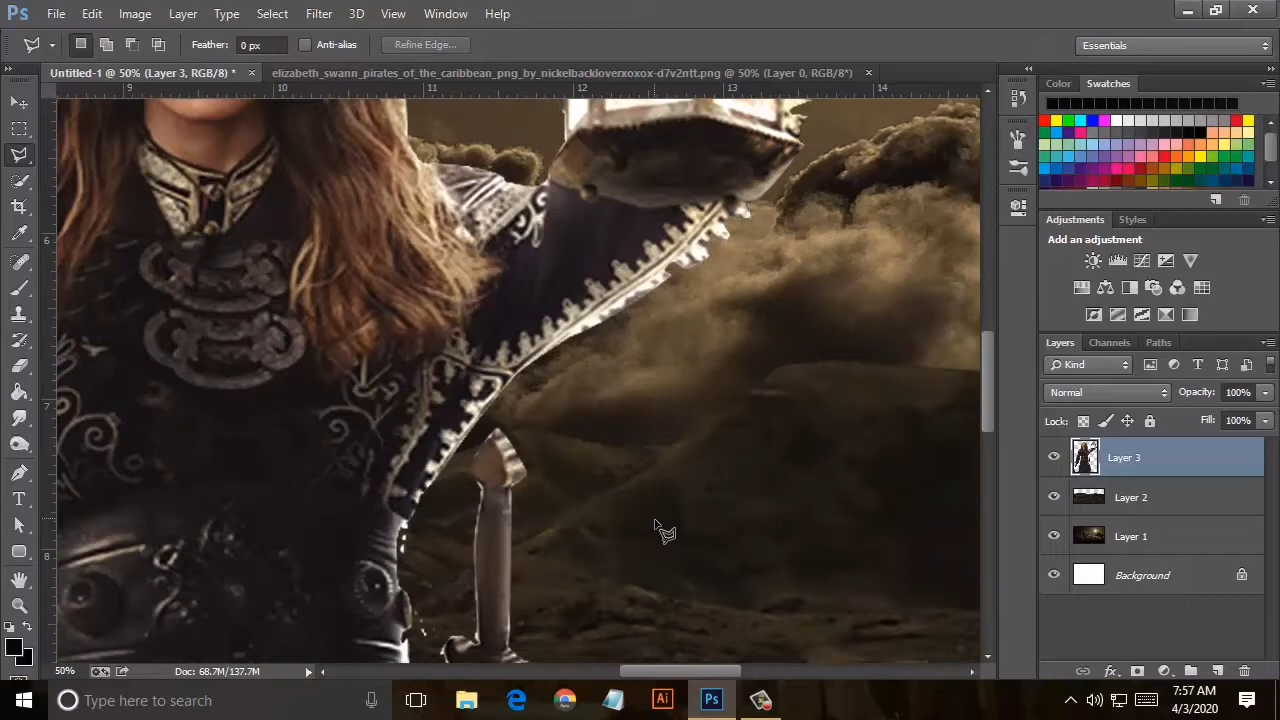 Ps File Edit Image Layer Type Select Filter 3D View Window Help
Feather: 0 px Anti-alias Refine Edge... Essentials
Untitled-1 @ 50% (Layer 3, RGB/8) * × elizabeth_swann_pirates_of_the_caribbean_png_by_nickelbackloverxoxox-d7v2ntt.png @ 50% (Layer 0, RGB/8*) ×
Color Swatches
9 10 11 12 13 14
6
7
8
Adjustments Styles
Add an adjustment
Layers Channels Paths
Kind
Normal Opacity: 100%
Lock: Fill: 100%
Layer 3
Layer 2
Layer 1
Background
50% Doc: 68.7M/137.7M
Type here to search
Ai Ps
7:57 AM
4/3/2020